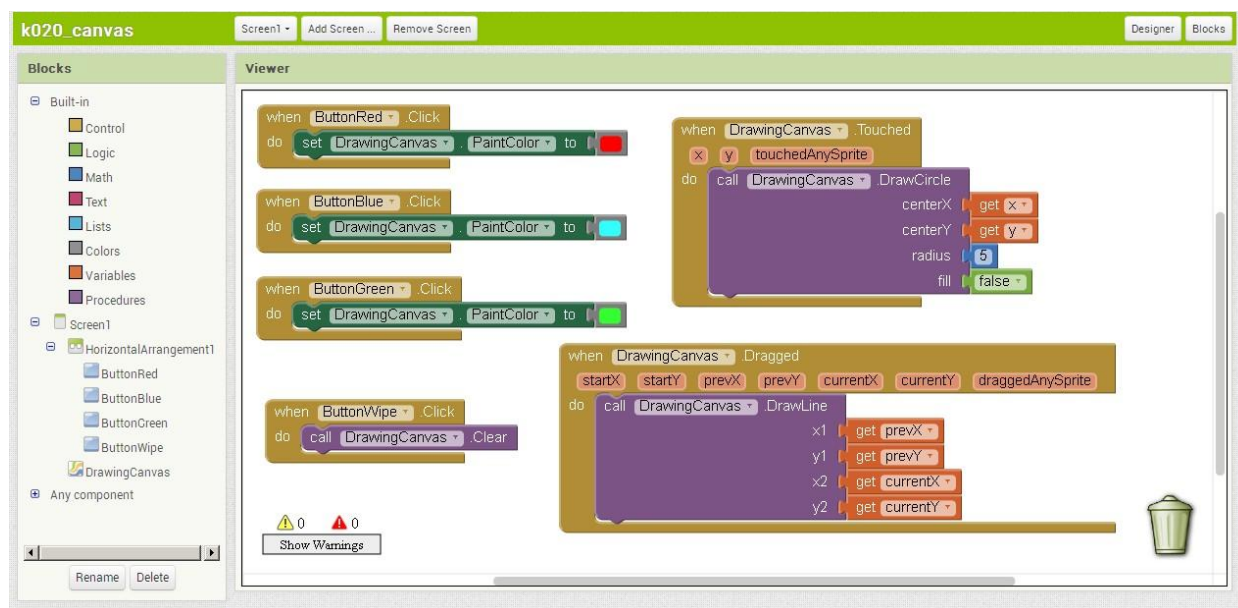 k020_canvas
Screen1
Add Screen ...
Remove Screen
Designer
Blocks
Blocks
Built-in
Control
Logic
Math
Text
Lists
Colors
Variables
Procedures
Screen1
HorizontalArrangement1
ButtonRed
ButtonBlue
ButtonGreen
ButtonWipe
DrawingCanvas
Any component
Rename
Delete
Viewer
when ButtonRed .Click
do set DrawingCanvas . PaintColor to
when ButtonBlue .Click
do set DrawingCanvas . PaintColor to
when ButtonGreen .Click
do set DrawingCanvas . PaintColor to
when ButtonWipe .Click
do call DrawingCanvas .Clear
0 0
Show Warnings
when DrawingCanvas .Touched
x y touchedAnySprite
do call DrawingCanvas .DrawCircle
centerX get x
centerY get y
radius 5
fill false
when DrawingCanvas .Dragged
startX startY prevX prevY currentX currentY draggedAnySprite
do call DrawingCanvas .DrawLine
x1 get prevX
y1 get prevY
x2 get currentX
y2 get currentY